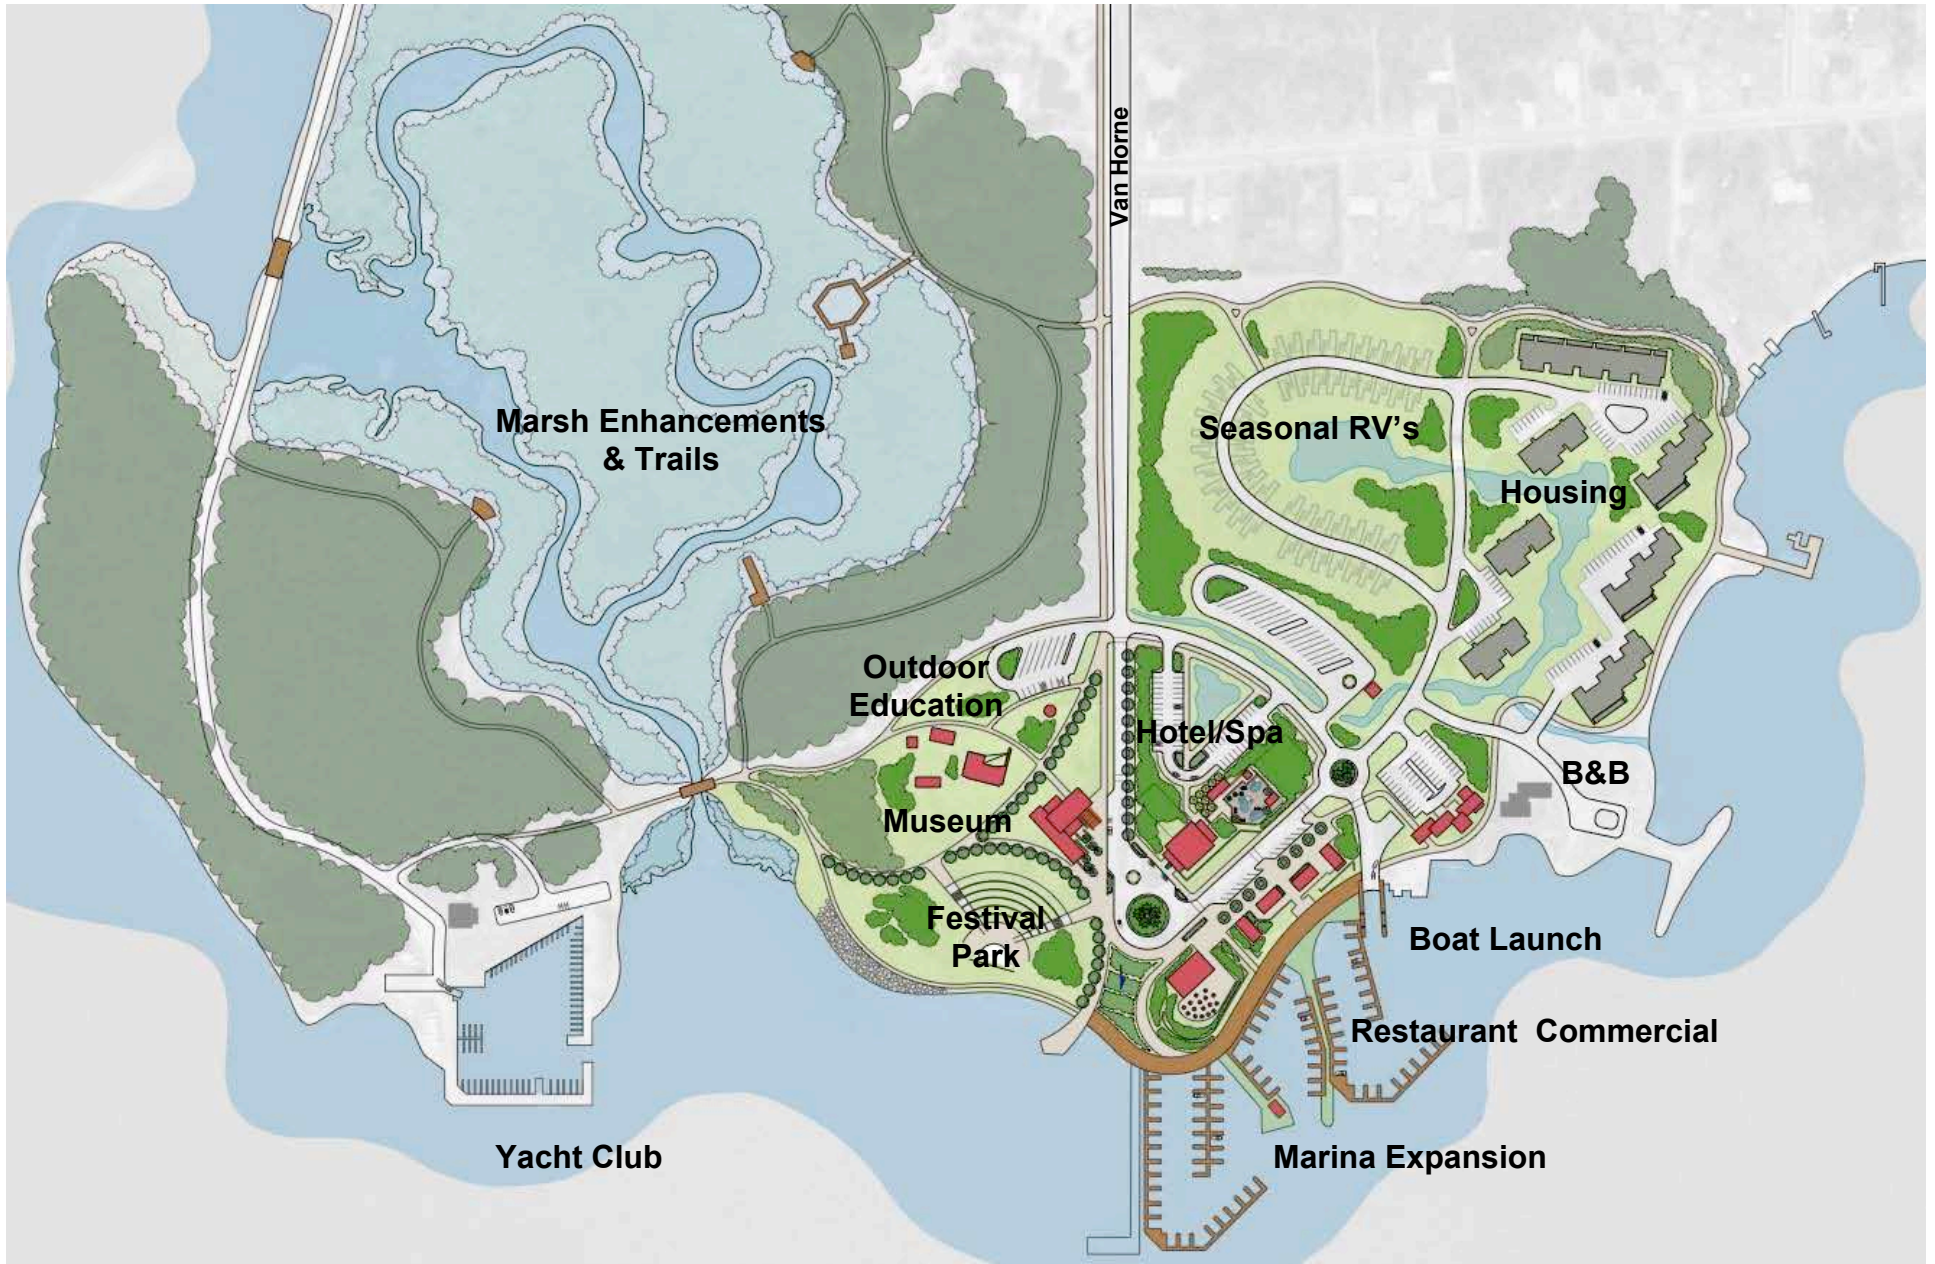 Van Horne
Marsh Enhancements
& Trails
Seasonal RV's
Housing
Outdoor
Education
Hotel/Spa
B&B
Museum
Festival
Park
Boat Launch
Restaurant Commercial
Yacht Club
Marina Expansion